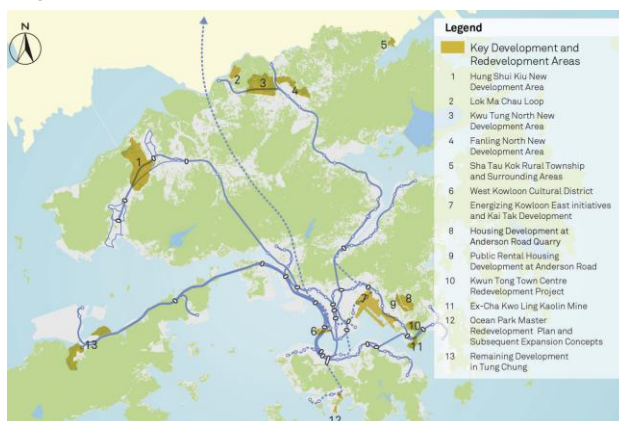 N
Legend
Key Development and
Redevelopment Areas
1 Hung Shui Kiu New
Development Area
2 Lok Ma Chau Loop
3 Kwu Tung North New
Development Area
4 Fanling North New
Development Area
5 Sha Tau Kok Rural Township
and Surrounding Areas
6 West Kowloon Cultural District
7 Energizing Kowloon East initiatives
and Kai Tak Development
8 Housing Development at
Anderson Road Quarry
9 Public Rental Housing
Development at Anderson Road
10 Kwun Tong Town Centre
Redevelopment Project
11 Ex-Cha Kwo Ling Kaolin Mine
12 Ocean Park Master
Redevelopment Plan and
Subsequent Expansion Concepts
13 Remaining Development
in Tung Chung
5
2
3
4
1
7
8
9
6
10
11
13
12